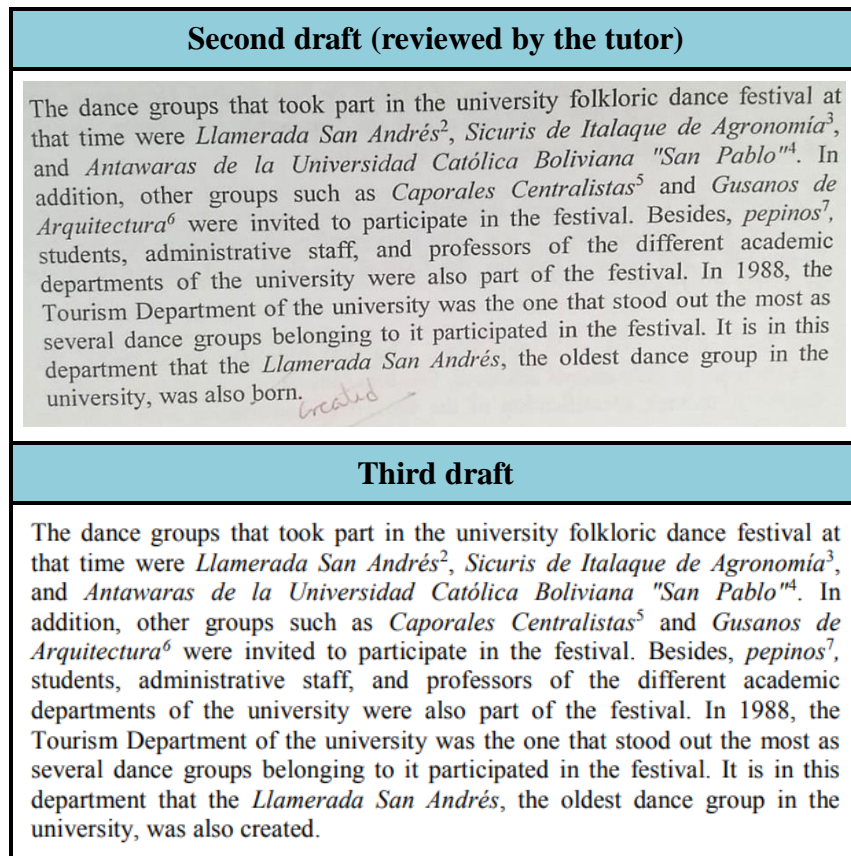 Second draft (reviewed by the tutor)
The dance groups that took part in the university folkloric dance festival at
that time were Llamerada San Andrés², Sicuris de Italaque de Agronomía³,
and Antawaras de la Universidad Católica Boliviana "San Pablo"⁴. In
addition, other groups such as Caporales Centralistas⁵ and Gusanos de
Arquitectura⁶ were invited to participate in the festival. Besides, pepinos⁷,
students, administrative staff, and professors of the different academic
departments of the university were also part of the festival. In 1988, the
Tourism Department of the university was the one that stood out the most as
several dance groups belonging to it participated in the festival. It is in this
department that the Llamerada San Andrés, the oldest dance group in the
university, was also born.
created
Third draft
The dance groups that took part in the university folkloric dance festival at
that time were Llamerada San Andrés², Sicuris de Italaque de Agronomía³,
and Antawaras de la Universidad Católica Boliviana "San Pablo"⁴. In
addition, other groups such as Caporales Centralistas⁵ and Gusanos de
Arquitectura⁶ were invited to participate in the festival. Besides, pepinos⁷,
students, administrative staff, and professors of the different academic
departments of the university were also part of the festival. In 1988, the
Tourism Department of the university was the one that stood out the most as
several dance groups belonging to it participated in the festival. It is in this
department that the Llamerada San Andrés, the oldest dance group in the
university, was also created.